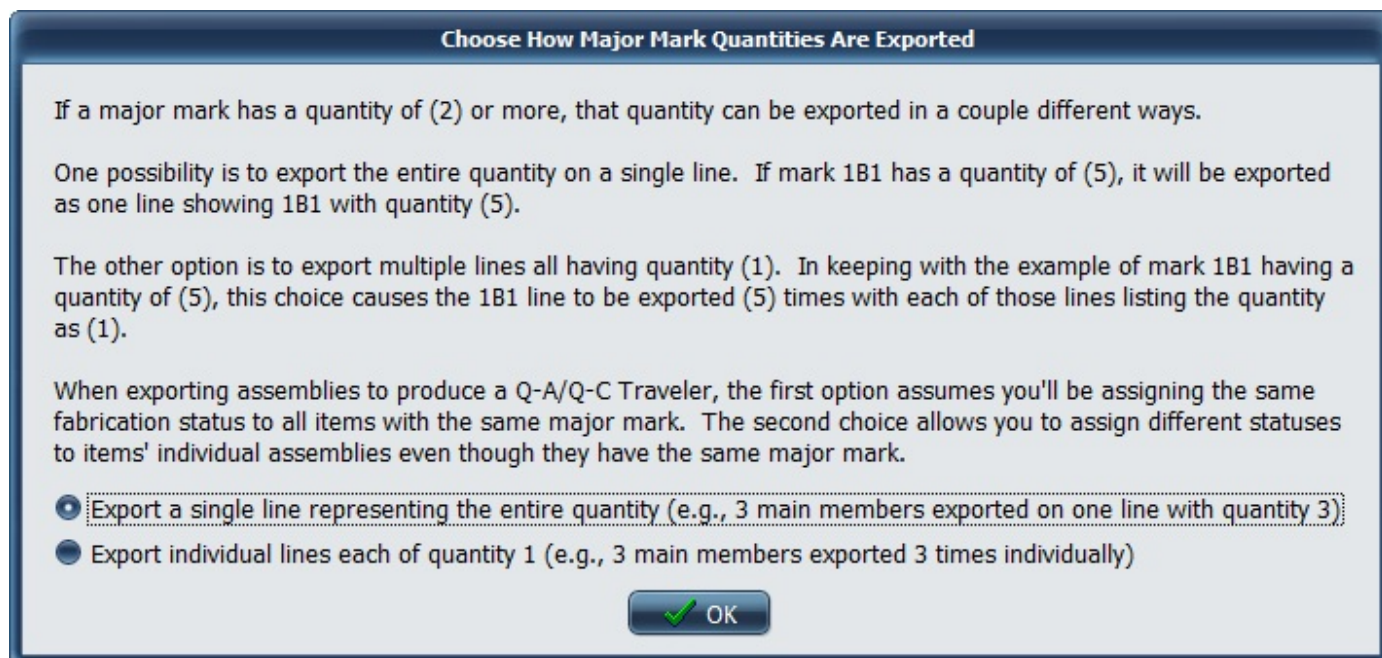 Choose How Major Mark Quantities Are Exported
If a major mark has a quantity of (2) or more, that quantity can be exported in a couple different ways.
One possibility is to export the entire quantity on a single line.  If mark 1B1 has a quantity of (5), it will be exported
as one line showing 1B1 with quantity (5).
The other option is to export multiple lines all having quantity (1).  In keeping with the example of mark 1B1 having a
quantity of (5), this choice causes the 1B1 line to be exported (5) times with each of those lines listing the quantity
as (1).
When exporting assemblies to produce a Q-A/Q-C Traveler, the first option assumes you'll be assigning the same
fabrication status to all items with the same major mark.  The second choice allows you to assign different statuses
to items' individual assemblies even though they have the same major mark.
Export a single line representing the entire quantity (e.g., 3 main members exported on one line with quantity 3)
Export individual lines each of quantity 1 (e.g., 3 main members exported 3 times individually)
OK